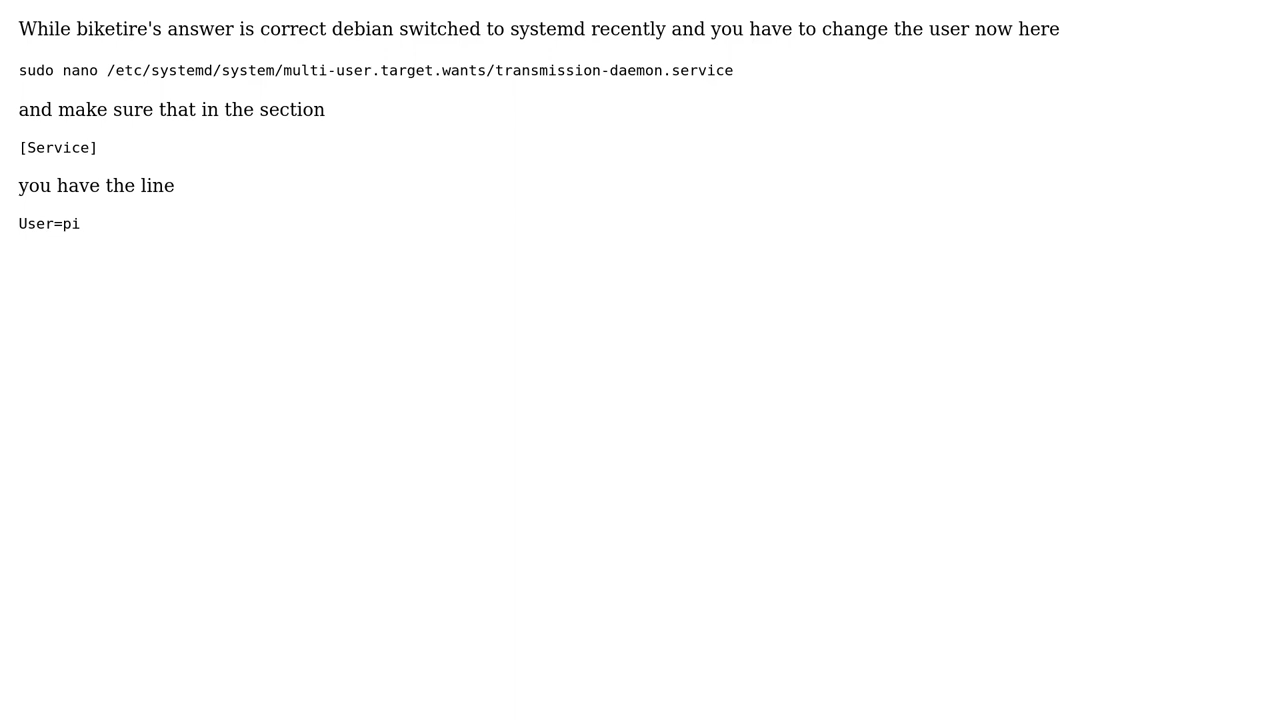 While biketire's answer is correct debian switched to systemd recently and you have to change the user now here
sudo nano /etc/systemd/system/multi-user.target.wants/transmission-daemon.service
and make sure that in the section
[Service]
you have the line
User=pi